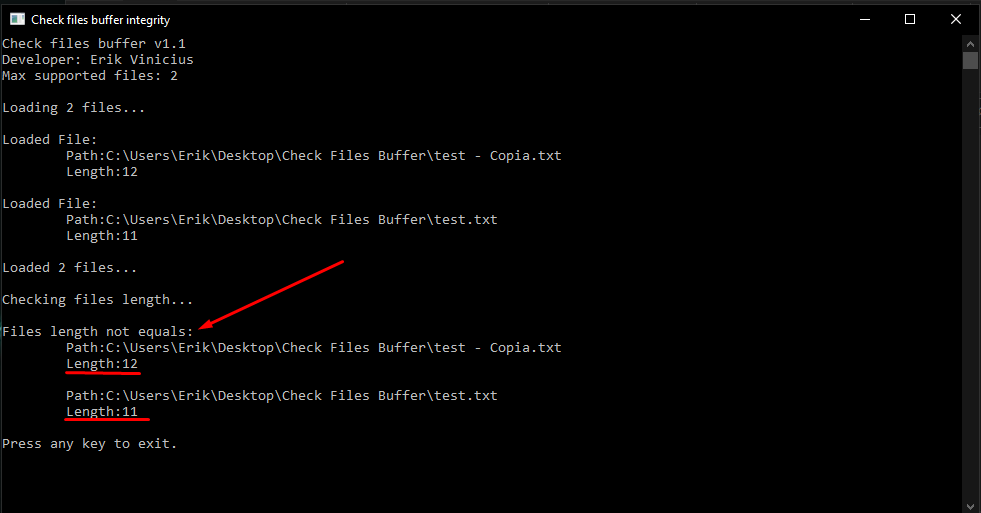 Check files buffer integrity
Check files buffer v1.1
Developer: Erik Vinicius
Max supported files: 2
Loading 2 files...
Loaded File:
Path:C:\Users\Erik\Desktop\Check Files Buffer\test - Copia.txt
Length:12
Loaded File:
Path:C:\Users\Erik\Desktop\Check Files Buffer\test.txt
Length:11
Loaded 2 files...
Checking files length...
Files length not equals:
Path:C:\Users\Erik\Desktop\Check Files Buffer\test - Copia.txt
Length:12
Path:C:\Users\Erik\Desktop\Check Files Buffer\test.txt
Length:11
Press any key to exit.